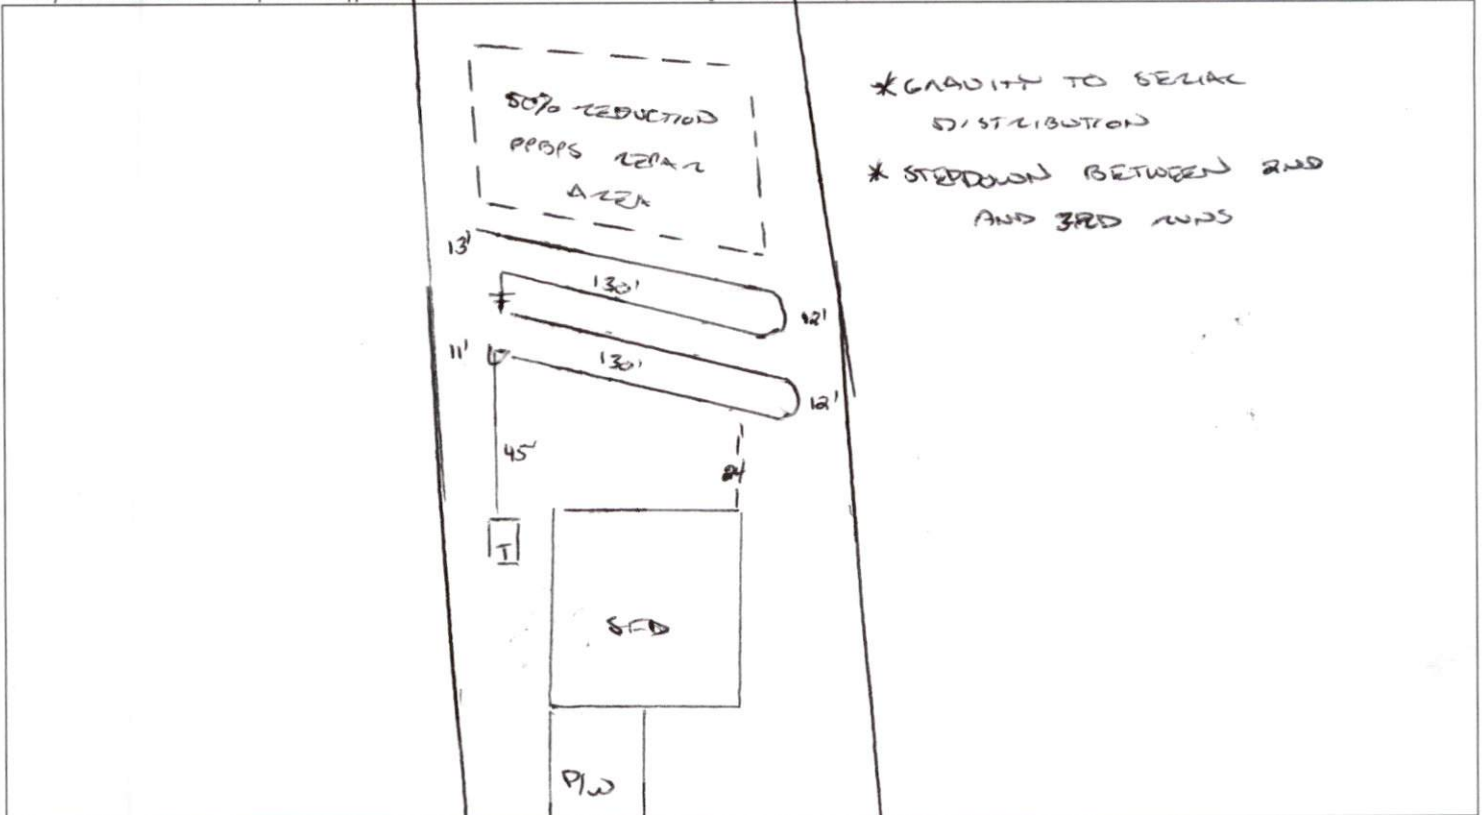 50% REDUCTION
PPBPS REPAIR
AREA
*GRAVITY TO SERIAL
DISTRIBUTION
* STEPDOWN BETWEEN 2ND
AND 3RD RUNS
13'
130'
12'
11'
130'
12'
45'
24'
T
SFD
P/W